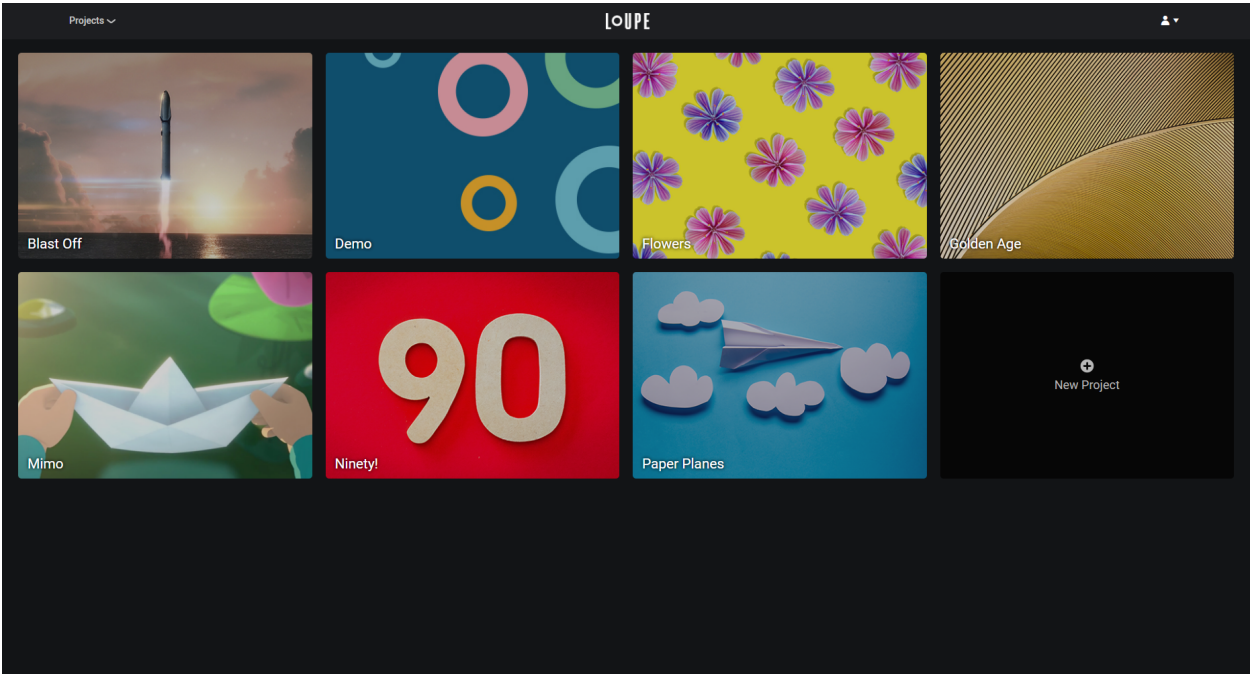 Projects
LOUPE
Blast Off
Demo
Flowers
Golden Age
Mimo
90
Ninety!
Paper Planes
New Project